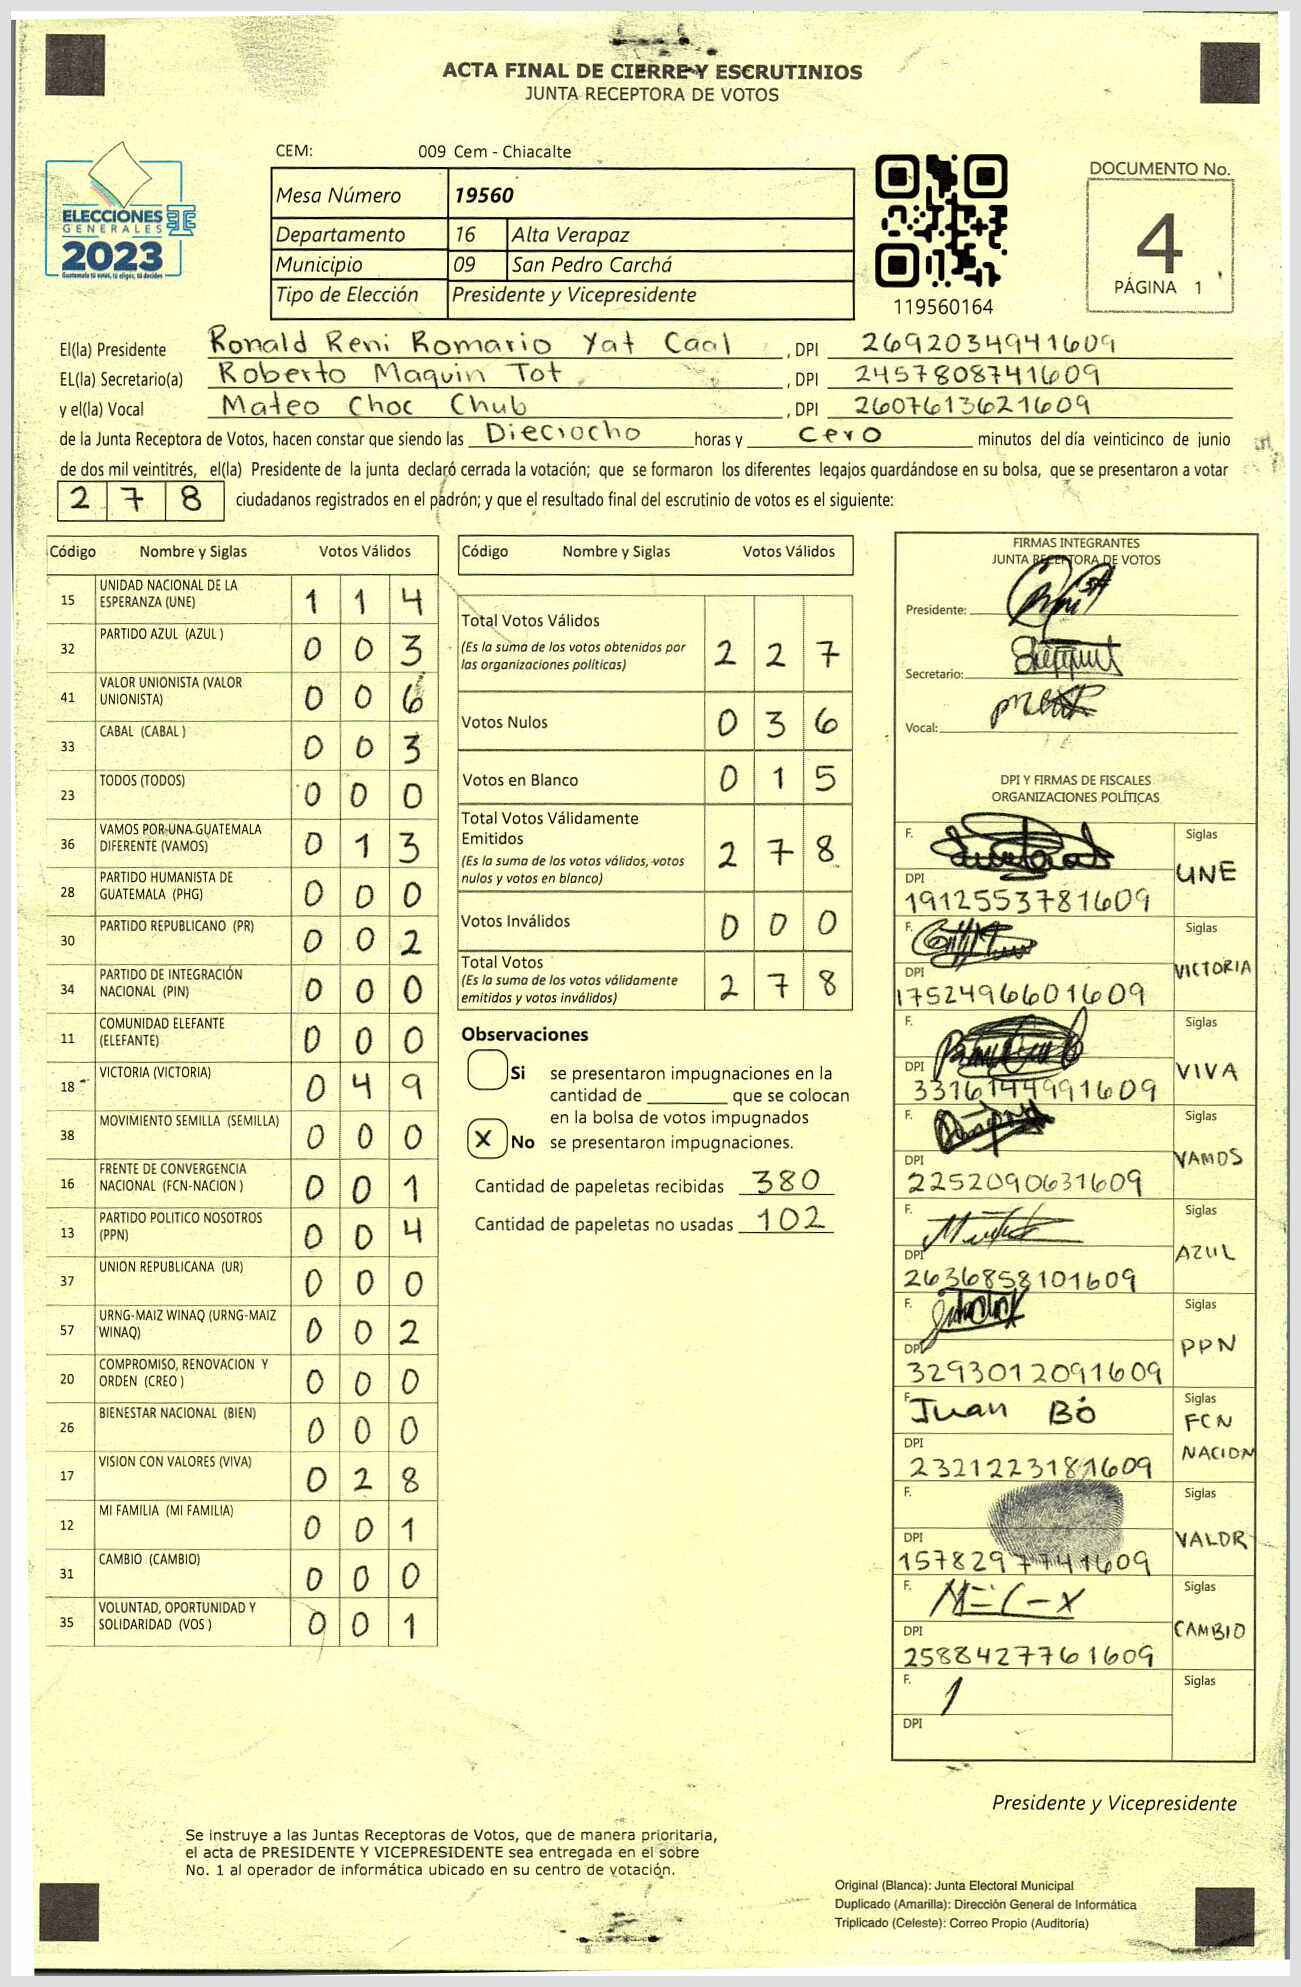 ACTA FINAL DE CIERRE Y ESCRUTINIOS
JUNTA RECEPTORA DE VOTOS
ELECCIONES
GENERALES
2023
Guatemala tú votas, tú eliges, tú decides
CEM: 009 Cem - Chiacalte
Mesa Número 19560
Departamento 16 Alta Verapaz
Municipio 09 San Pedro Carchá
Tipo de Elección Presidente y Vicepresidente
119560164
DOCUMENTO No.
4
PÁGINA 1
El(la) Presidente Ronald Reni Romario Yat Caal , DPI 2692034941609
EL(la) Secretario(a) Roberto Maquin Tot , DPI 2457808741609
y el(la) Vocal Mateo Choc Chub , DPI 2607613621609
de la Junta Receptora de Votos, hacen constar que siendo las Dieciocho horas y cero minutos del día veinticinco de junio
de dos mil veintitrés, el(la) Presidente de la junta declaró cerrada la votación; que se formaron los diferentes legajos guardándose en su bolsa, que se presentaron a votar
2 7 8 ciudadanos registrados en el padrón; y que el resultado final del escrutinio de votos es el siguiente:
Código Nombre y Siglas Votos Válidos
15 UNIDAD NACIONAL DE LA ESPERANZA (UNE) 1 1 4
32 PARTIDO AZUL (AZUL ) 0 0 3
41 VALOR UNIONISTA (VALOR UNIONISTA) 0 0 6
33 CABAL (CABAL ) 0 0 3
23 TODOS (TODOS) 0 0 0
36 VAMOS POR UNA GUATEMALA DIFERENTE (VAMOS) 0 1 3
28 PARTIDO HUMANISTA DE GUATEMALA (PHG) 0 0 0
30 PARTIDO REPUBLICANO (PR) 0 0 2
34 PARTIDO DE INTEGRACIÓN NACIONAL (PIN) 0 0 0
11 COMUNIDAD ELEFANTE (ELEFANTE) 0 0 0
18 VICTORIA (VICTORIA) 0 4 9
38 MOVIMIENTO SEMILLA (SEMILLA) 0 0 0
16 FRENTE DE CONVERGENCIA NACIONAL (FCN-NACION ) 0 0 1
13 PARTIDO POLITICO NOSOTROS (PPN) 0 0 4
37 UNION REPUBLICANA (UR) 0 0 0
57 URNG-MAIZ WINAQ (URNG-MAIZ WINAQ) 0 0 2
20 COMPROMISO, RENOVACION Y ORDEN (CREO ) 0 0 0
26 BIENESTAR NACIONAL (BIEN) 0 0 0
17 VISION CON VALORES (VIVA) 0 2 8
12 MI FAMILIA (MI FAMILIA) 0 0 1
31 CAMBIO (CAMBIO) 0 0 0
35 VOLUNTAD, OPORTUNIDAD Y SOLIDARIDAD (VOS ) 0 0 1
Código Nombre y Siglas Votos Válidos
Total Votos Válidos
(Es la suma de los votos obtenidos por
las organizaciones políticas) 2 2 7
Votos Nulos 0 3 6
Votos en Blanco 0 1 5
Total Votos Válidamente
Emitidos
(Es la suma de los votos válidos, votos
nulos y votos en blanco) 2 7 8
Votos Inválidos 0 0 0
Total Votos
(Es la suma de los votos válidamente
emitidos y votos inválidos) 2 7 8
Observaciones
Si se presentaron impugnaciones en la
cantidad de ________ que se colocan
en la bolsa de votos impugnados
X No se presentaron impugnaciones.
Cantidad de papeletas recibidas 380
Cantidad de papeletas no usadas 102
FIRMAS INTEGRANTES
JUNTA RECEPTORA DE VOTOS
Presidente:
Secretario:
Vocal:
DPI Y FIRMAS DE FISCALES
ORGANIZACIONES POLÍTICAS
F. Siglas
UNE
DPI
1912553781609
F. Siglas
VICTORIA
DPI
1752496601609
F. Siglas
VIVA
DPI
3316144991609
F. Siglas
VAMOS
DPI
2252090631609
F. Siglas
AZUL
DPI
2636858101609
F. Siglas
PPN
DPI
3293012091609
F. Juan Bó Siglas
FCN
NACION
DPI
2321223181609
F. Siglas
VALOR
DPI
1578297741609
F. Siglas
CAMBIO
DPI
2588427761609
F. Siglas
DPI
Presidente y Vicepresidente
Se instruye a las Juntas Receptoras de Votos, que de manera prioritaria,
el acta de PRESIDENTE Y VICEPRESIDENTE sea entregada en el sobre
No. 1 al operador de informática ubicado en su centro de votación.
Original (Blanca): Junta Electoral Municipal
Duplicado (Amarilla): Dirección General de Informática
Triplicado (Celeste): Correo Propio (Auditoría)